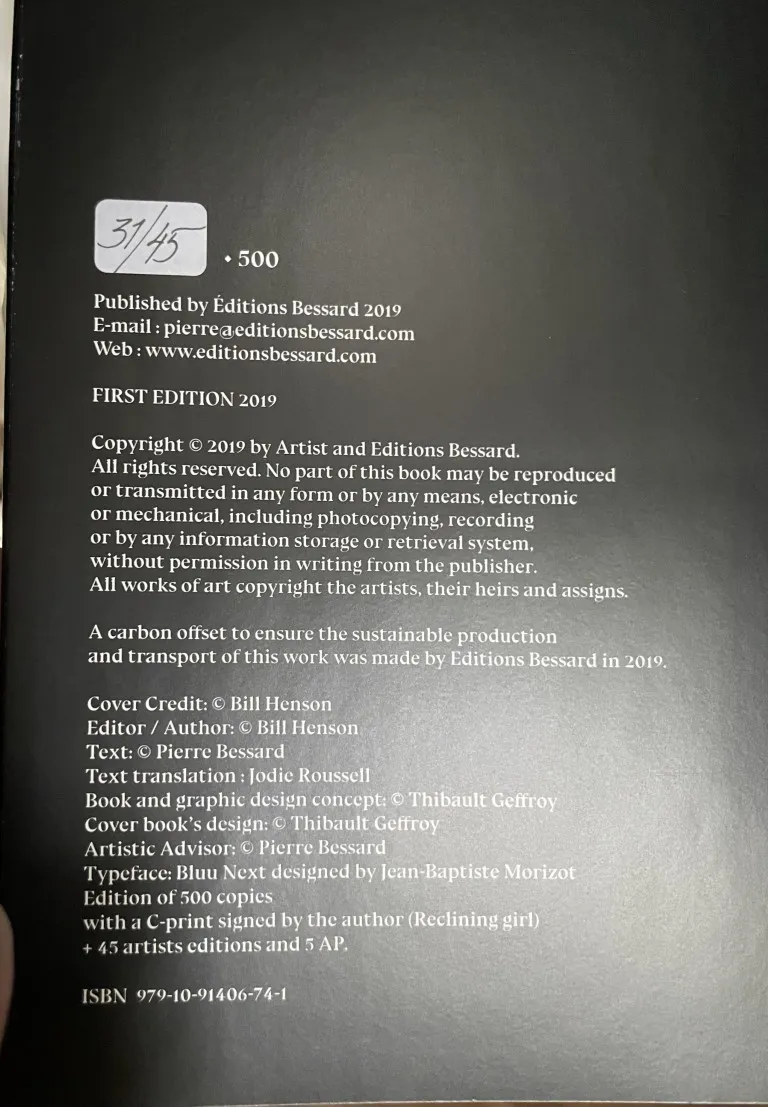 31/45
• 500
Published by Éditions Bessard 2019
E-mail : pierre@editionsbessard.com
Web : www.editionsbessard.com
FIRST EDITION 2019
Copyright © 2019 by Artist and Editions Bessard.
All rights reserved. No part of this book may be reproduced
or transmitted in any form or by any means, electronic
or mechanical, including photocopying, recording
or by any information storage or retrieval system,
without permission in writing from the publisher.
All works of art copyright the artists, their heirs and assigns.
A carbon offset to ensure the sustainable production
and transport of this work was made by Editions Bessard in 2019.
Cover Credit: © Bill Henson
Editor / Author: © Bill Henson
Text: © Pierre Bessard
Text translation : Jodie Roussell
Book and graphic design concept: © Thibault Geffroy
Cover book's design: © Thibault Geffroy
Artistic Advisor: © Pierre Bessard
Typeface: Bluu Next designed by Jean-Baptiste Morizot
Edition of 500 copies
with a C-print signed by the author (Reclining girl)
+ 45 artists editions and 5 AP.
ISBN 979-10-91406-74-1